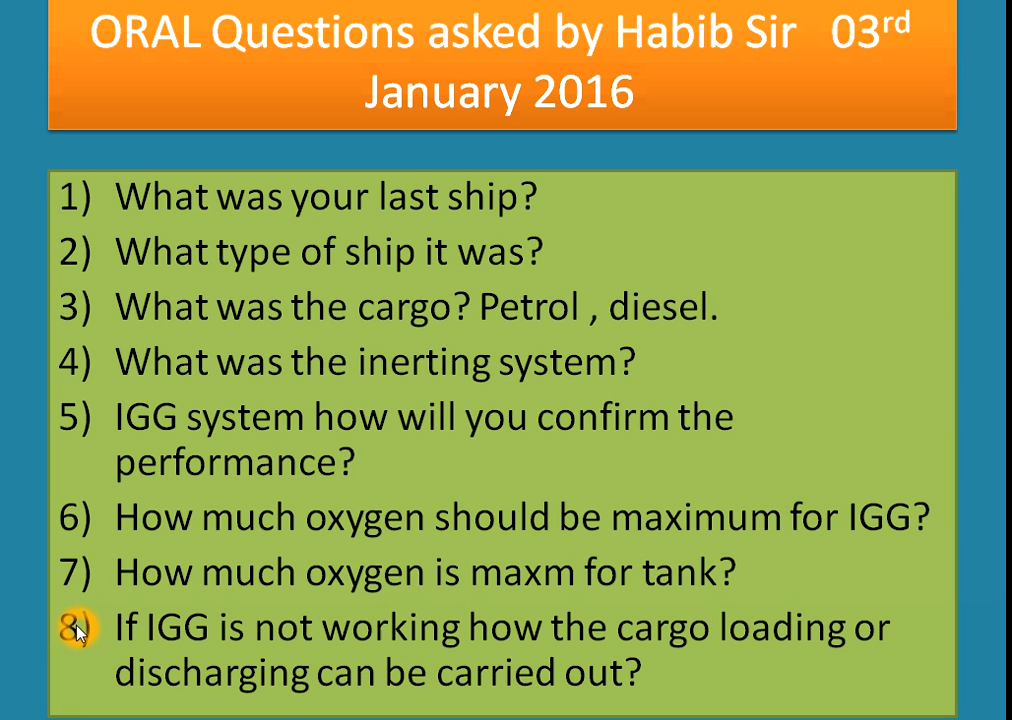 ORAL Questions asked by Habib Sir 03rd
January 2016
1) What was your last ship?
2) What type of ship it was?
3) What was the cargo? Petrol , diesel.
4) What was the inerting system?
5) IGG system how will you confirm the
performance?
6) How much oxygen should be maximum for IGG?
7) How much oxygen is maxm for tank?
8) If IGG is not working how the cargo loading or
discharging can be carried out?